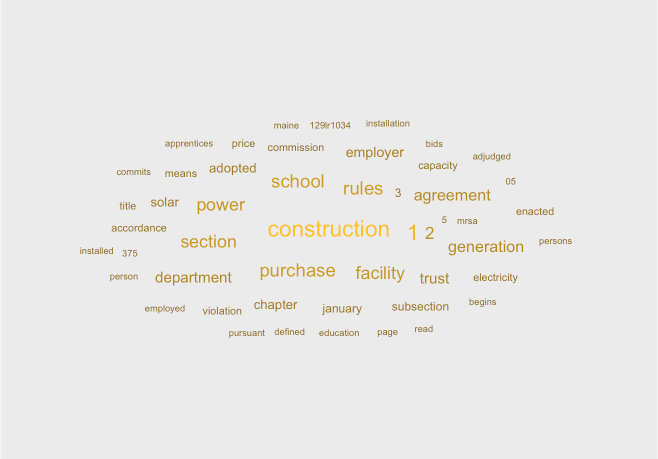 maine 129lr1034 installation
apprentices price commission employer bids
commits means adopted school rules 3 capacity adjudged
title solar power agreement 05
accordance section construction 1 2 5 mrsa enacted
installed 375 generation persons
person department purchase facility trust electricity
employed violation chapter january subsection begins
pursuant defined education page read